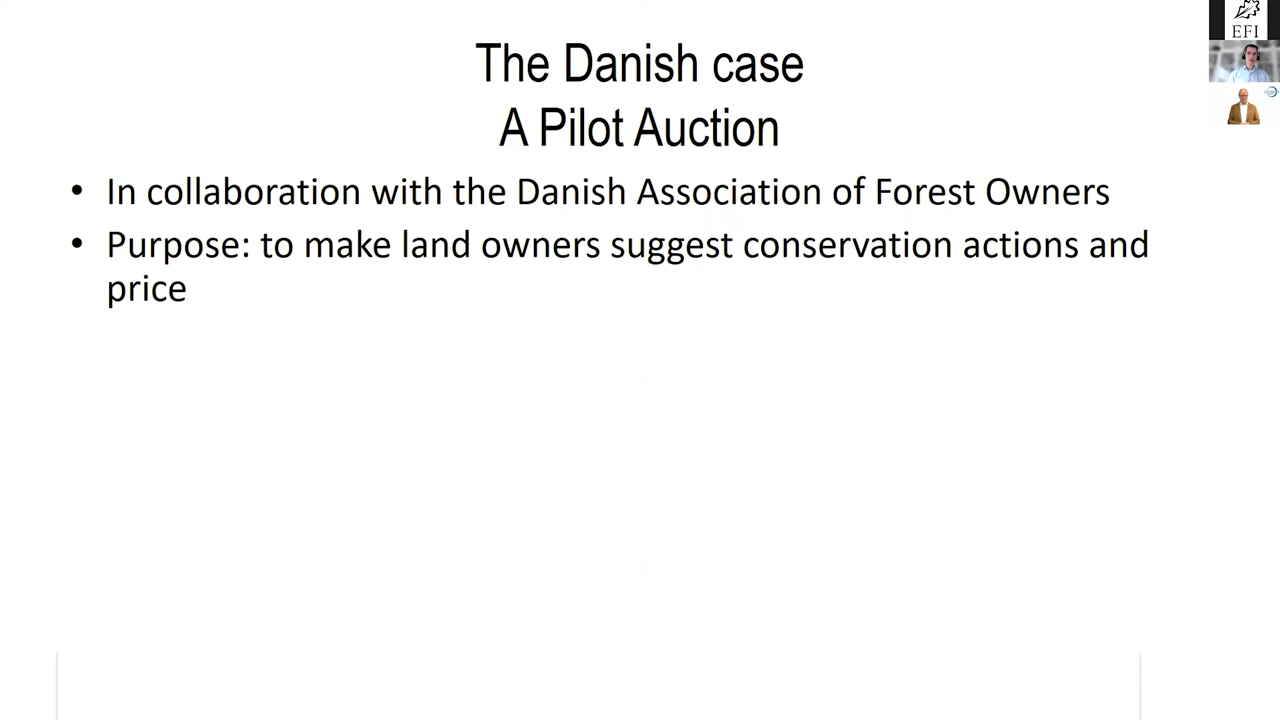 EFI
The Danish case
A Pilot Auction
• In collaboration with the Danish Association of Forest Owners
• Purpose: to make land owners suggest conservation actions and
price